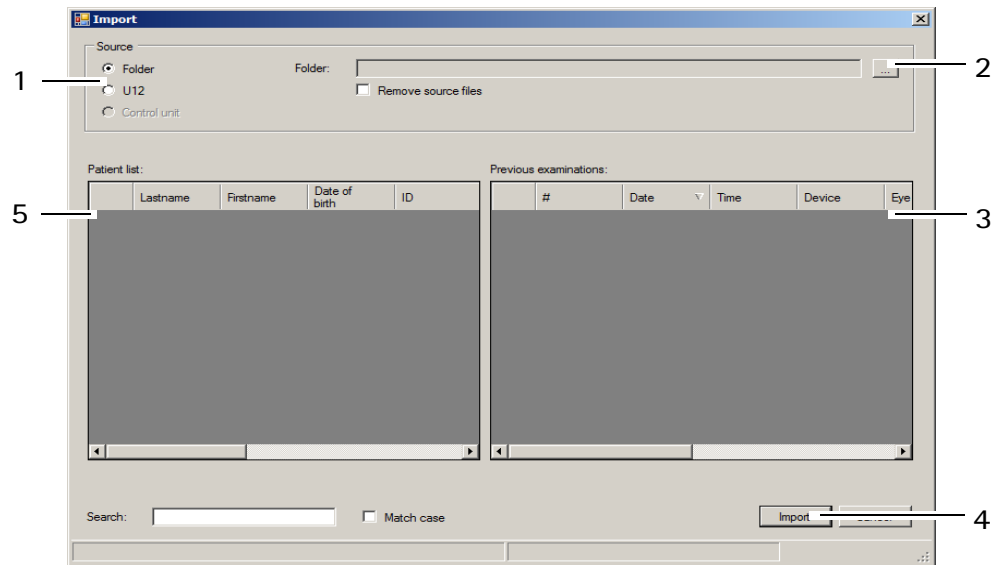 Import
Source
1
Folder
Folder:
...
2
U12
Remove source files
Control unit
Patient list:
Previous examinations:
Lastname Firstname Date of birth ID
# Date Time Device Eye
5
3
Search:
Match case
Import
4